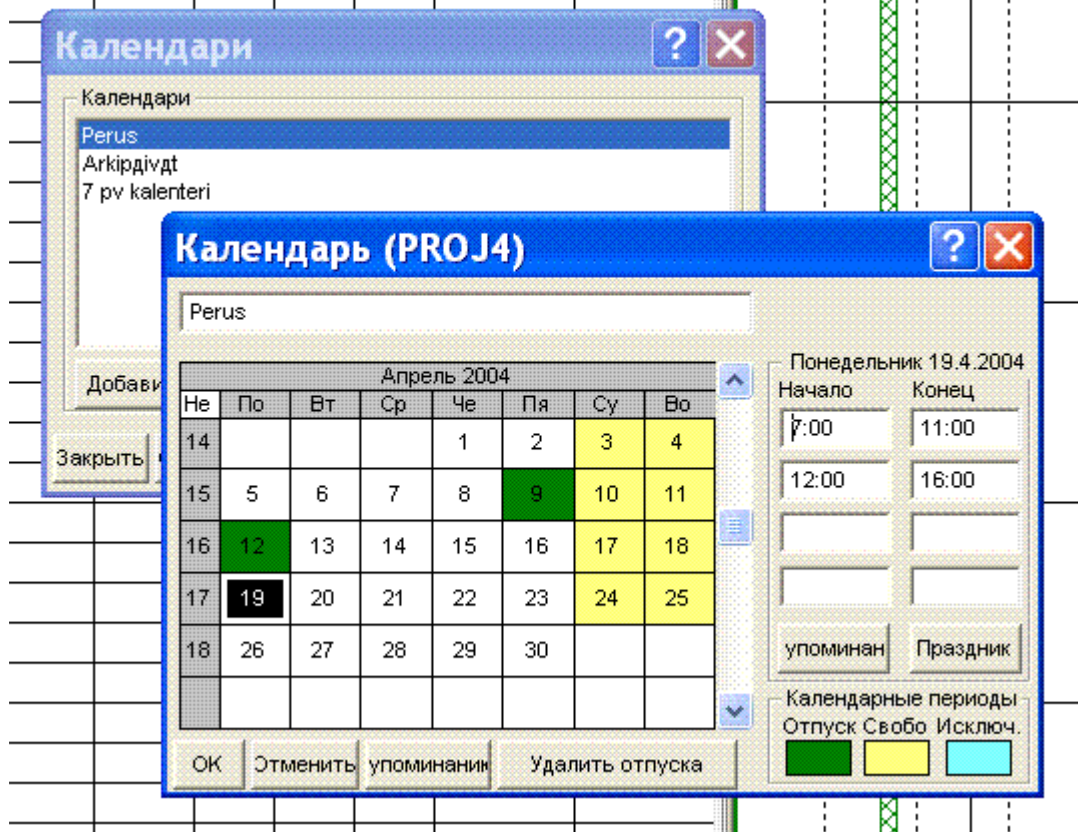 Календари
Календари
Perus
Arkipдivдt
7 pv kalenteri
Добави
Закрыть
Календарь (PROJ4)
Perus
Апрель 2004
Не По Вт Ср Че Пя Су Во
14 1 2 3 4
15 5 6 7 8 9 10 11
16 12 13 14 15 16 17 18
17 19 20 21 22 23 24 25
18 26 27 28 29 30
OK Отменить упоминани Удалить отпуска
Понедельник 19.4.2004
Начало Конец
7:00 11:00
12:00 16:00
упоминан Праздник
Календарные периоды
Отпуск Свобо Исключ.